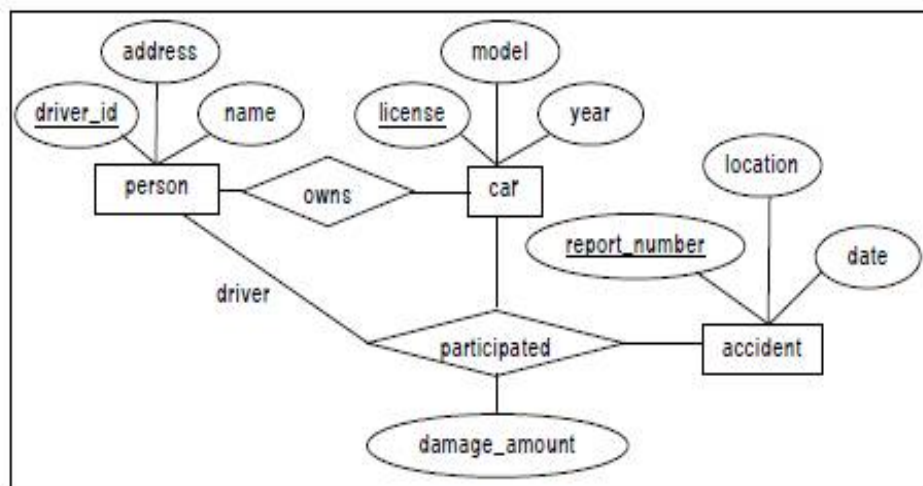 address
driver_id
name
person
owns
model
license
year
car
location
report_number
date
accident
driver
participated
damage_amount